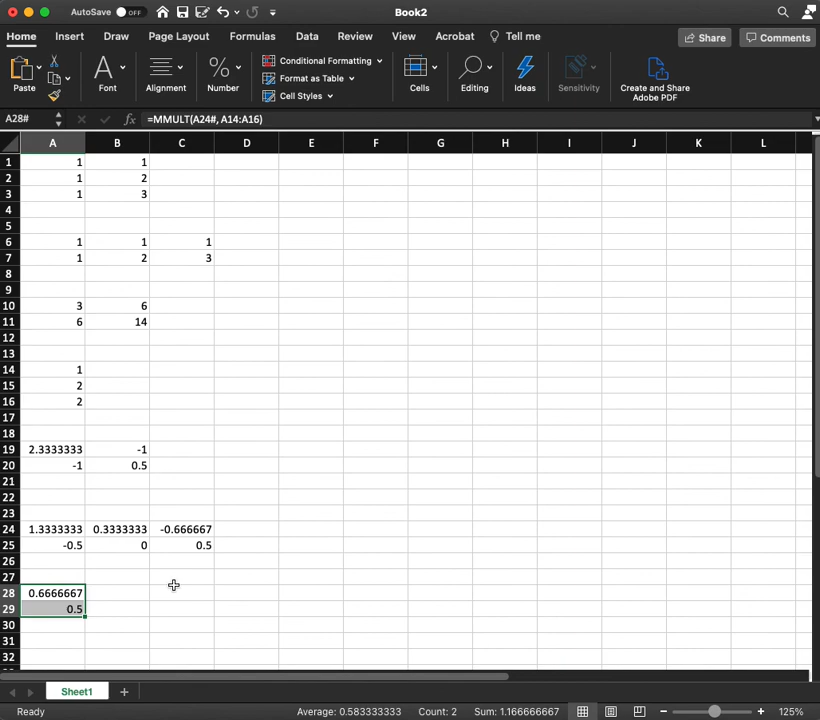 AutoSave OFF Book2
Home Insert Draw Page Layout Formulas Data Review View Acrobat Tell me Share Comments
Paste Font Alignment Number Conditional Formatting Format as Table Cell Styles Cells Editing Ideas Sensitivity Create and Share Adobe PDF
A28# fx =MMULT(A24#, A14:A16)
A B C D E F G H I J K L
1 1 1
2 1 2
3 1 3
4
5
6 1 1 1
7 1 2 3
8
9
10 3 6
11 6 14
12
13
14 1
15 2
16 2
17
18
19 2.3333333 -1
20 -1 0.5
21
22
23
24 1.3333333 0.3333333 -0.666667
25 -0.5 0 0.5
26
27
28 0.6666667
29 0.5
30
31
32
Sheet1 +
Ready Average: 0.583333333 Count: 2 Sum: 1.166666667 125%